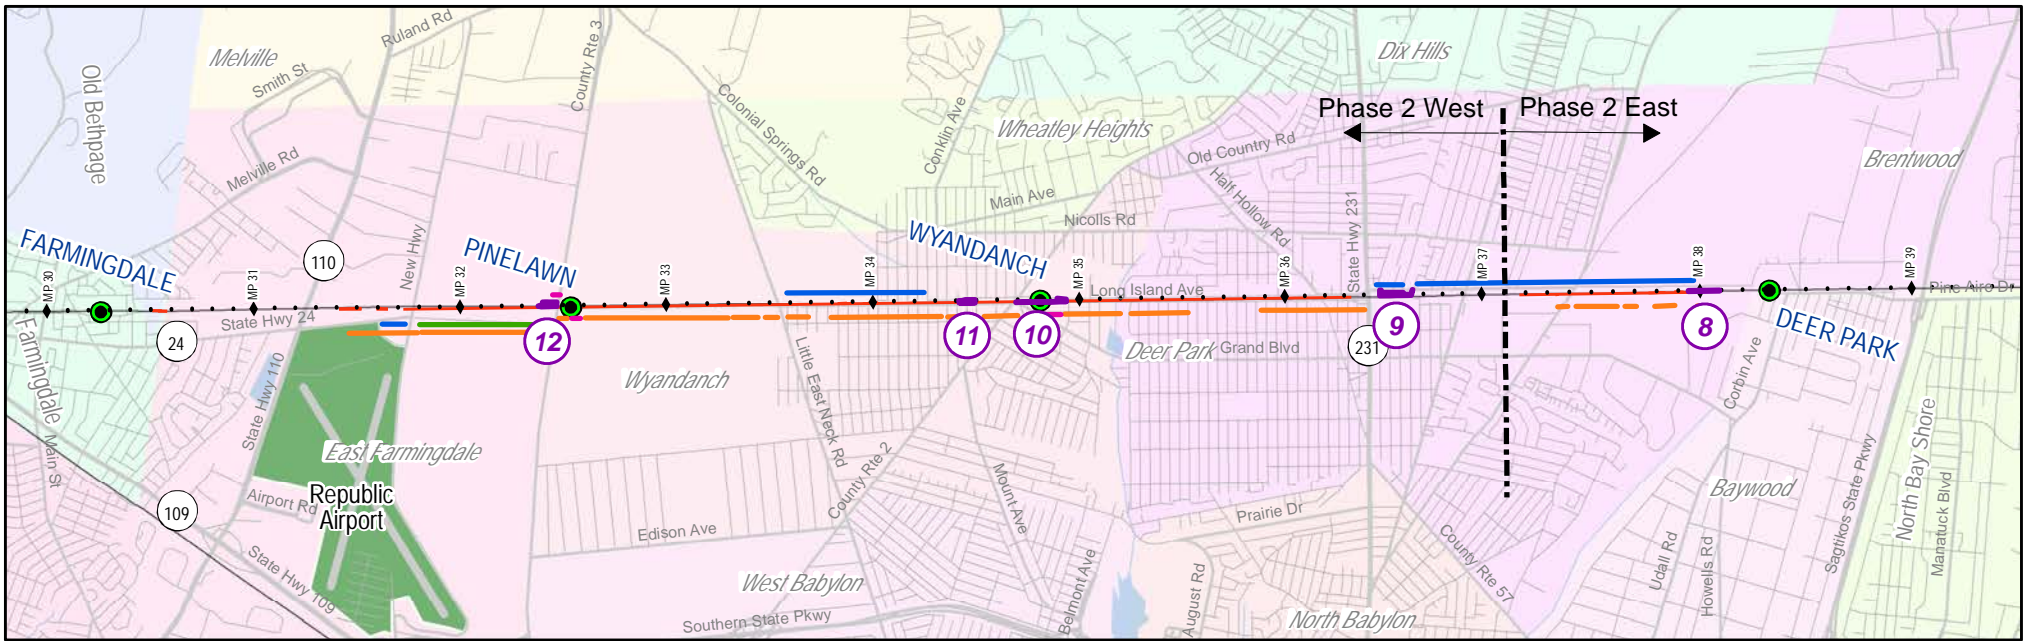 Melville
Ruland Rd
County Rte 3
Dix Hills
Old Bethpage
Smith St
Colonial Springs Rd
Conklin Ave
Wheatley Heights
Phase 2 West
Phase 2 East
Old Country Rd
Brentwood
Melville Rd
Half Hollow Rd
Main Ave
Nicolls Rd
State Hwy 231
FARMINGDALE
110
New Hwy
PINELAWN
WYANDANCH
MP 30
MP 31
MP 32
MP 33
MP 34
MP 35
MP 36
MP 37
MP 38
MP 39
Long Island Ave
Pine Aire Dr
State Hwy 24
24
12
11
10
9
8
231
DEER PARK
Farmingdale
Main St
State Hwy 110
Wyandanch
Little East Neck Rd
Deer Park
Grand Blvd
Corbin Ave
East Farmingdale
Republic
Airport
Airport Rd
109
State Hwy 109
County Rte 2
Mount Ave
Edison Ave
West Babylon
Southern State Pkwy
Belmont Ave
August Rd
Prairie Dr
North Babylon
County Rte 57
Baywood
Udall Rd
Howells Rd
Sagtikos State Pkwy
North Bay Shore
Manatuck Blvd